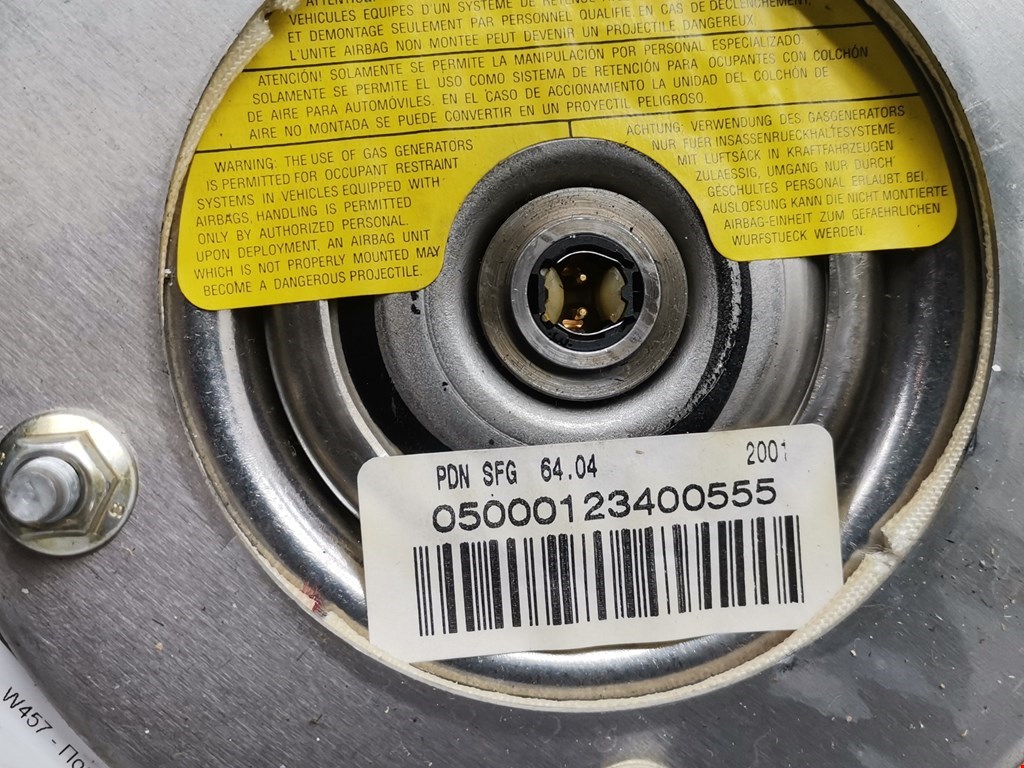 VEHICULES EQUIPES D'UN SYSTEME DE RETENUE
ET DEMONTAGE SEULEMENT PAR PERSONNEL QUALIFIE EN CAS DE DECLENCHEMENT,
L'UNITE AIRBAG NON MONTEE PEUT DEVENIR UN PROJECTILE DANGEREUX!
ATENCIÓN! SOLAMENTE SE PERMITE LA MANIPULACIÓN POR PERSONAL ESPECIALIZADO.
SOLAMENTE SE PERMITE EL USO COMO SISTEMA DE RETENCIÓN PARA OCUPANTES CON COLCHÓN
DE AIRE PARA AUTOMÓVILES. EN EL CASO DE ACCIONAMIENTO LA UNIDAD DEL COLCHÓN DE
AIRE NO MONTADA SE PUEDE CONVERTIR EN UN PROYECTIL PELIGROSO.
WARNING: THE USE OF GAS GENERATORS
IS PERMITTED FOR OCCUPANT RESTRAINT
SYSTEMS IN VEHICLES EQUIPPED WITH
AIRBAGS, HANDLING IS PERMITTED
ONLY BY AUTHORIZED PERSONAL.
UPON DEPLOYMENT, AN AIRBAG UNIT
WHICH IS NOT PROPERLY MOUNTED MAY
BECOME A DANGEROUS PROJECTILE.
ACHTUNG: VERWENDUNG DES GASGENERATORS
NUR FUER INSASSENRUECKHALTESYSTEME
MIT LUFTSACK IN KRAFTFAHRZEUGEN
ZULAESSIG, UMGANG NUR DURCH
GESCHULTES PERSONAL ERLAUBT. BEI
AUSLOESUNG KANN DIE NICHT MONTIERTE
AIRBAG-EINHEIT ZUM GEFAEHRLICHEN
WURFSTUECK WERDEN.
PDN SFG 64.04 2001
05000123400555
W457 - По